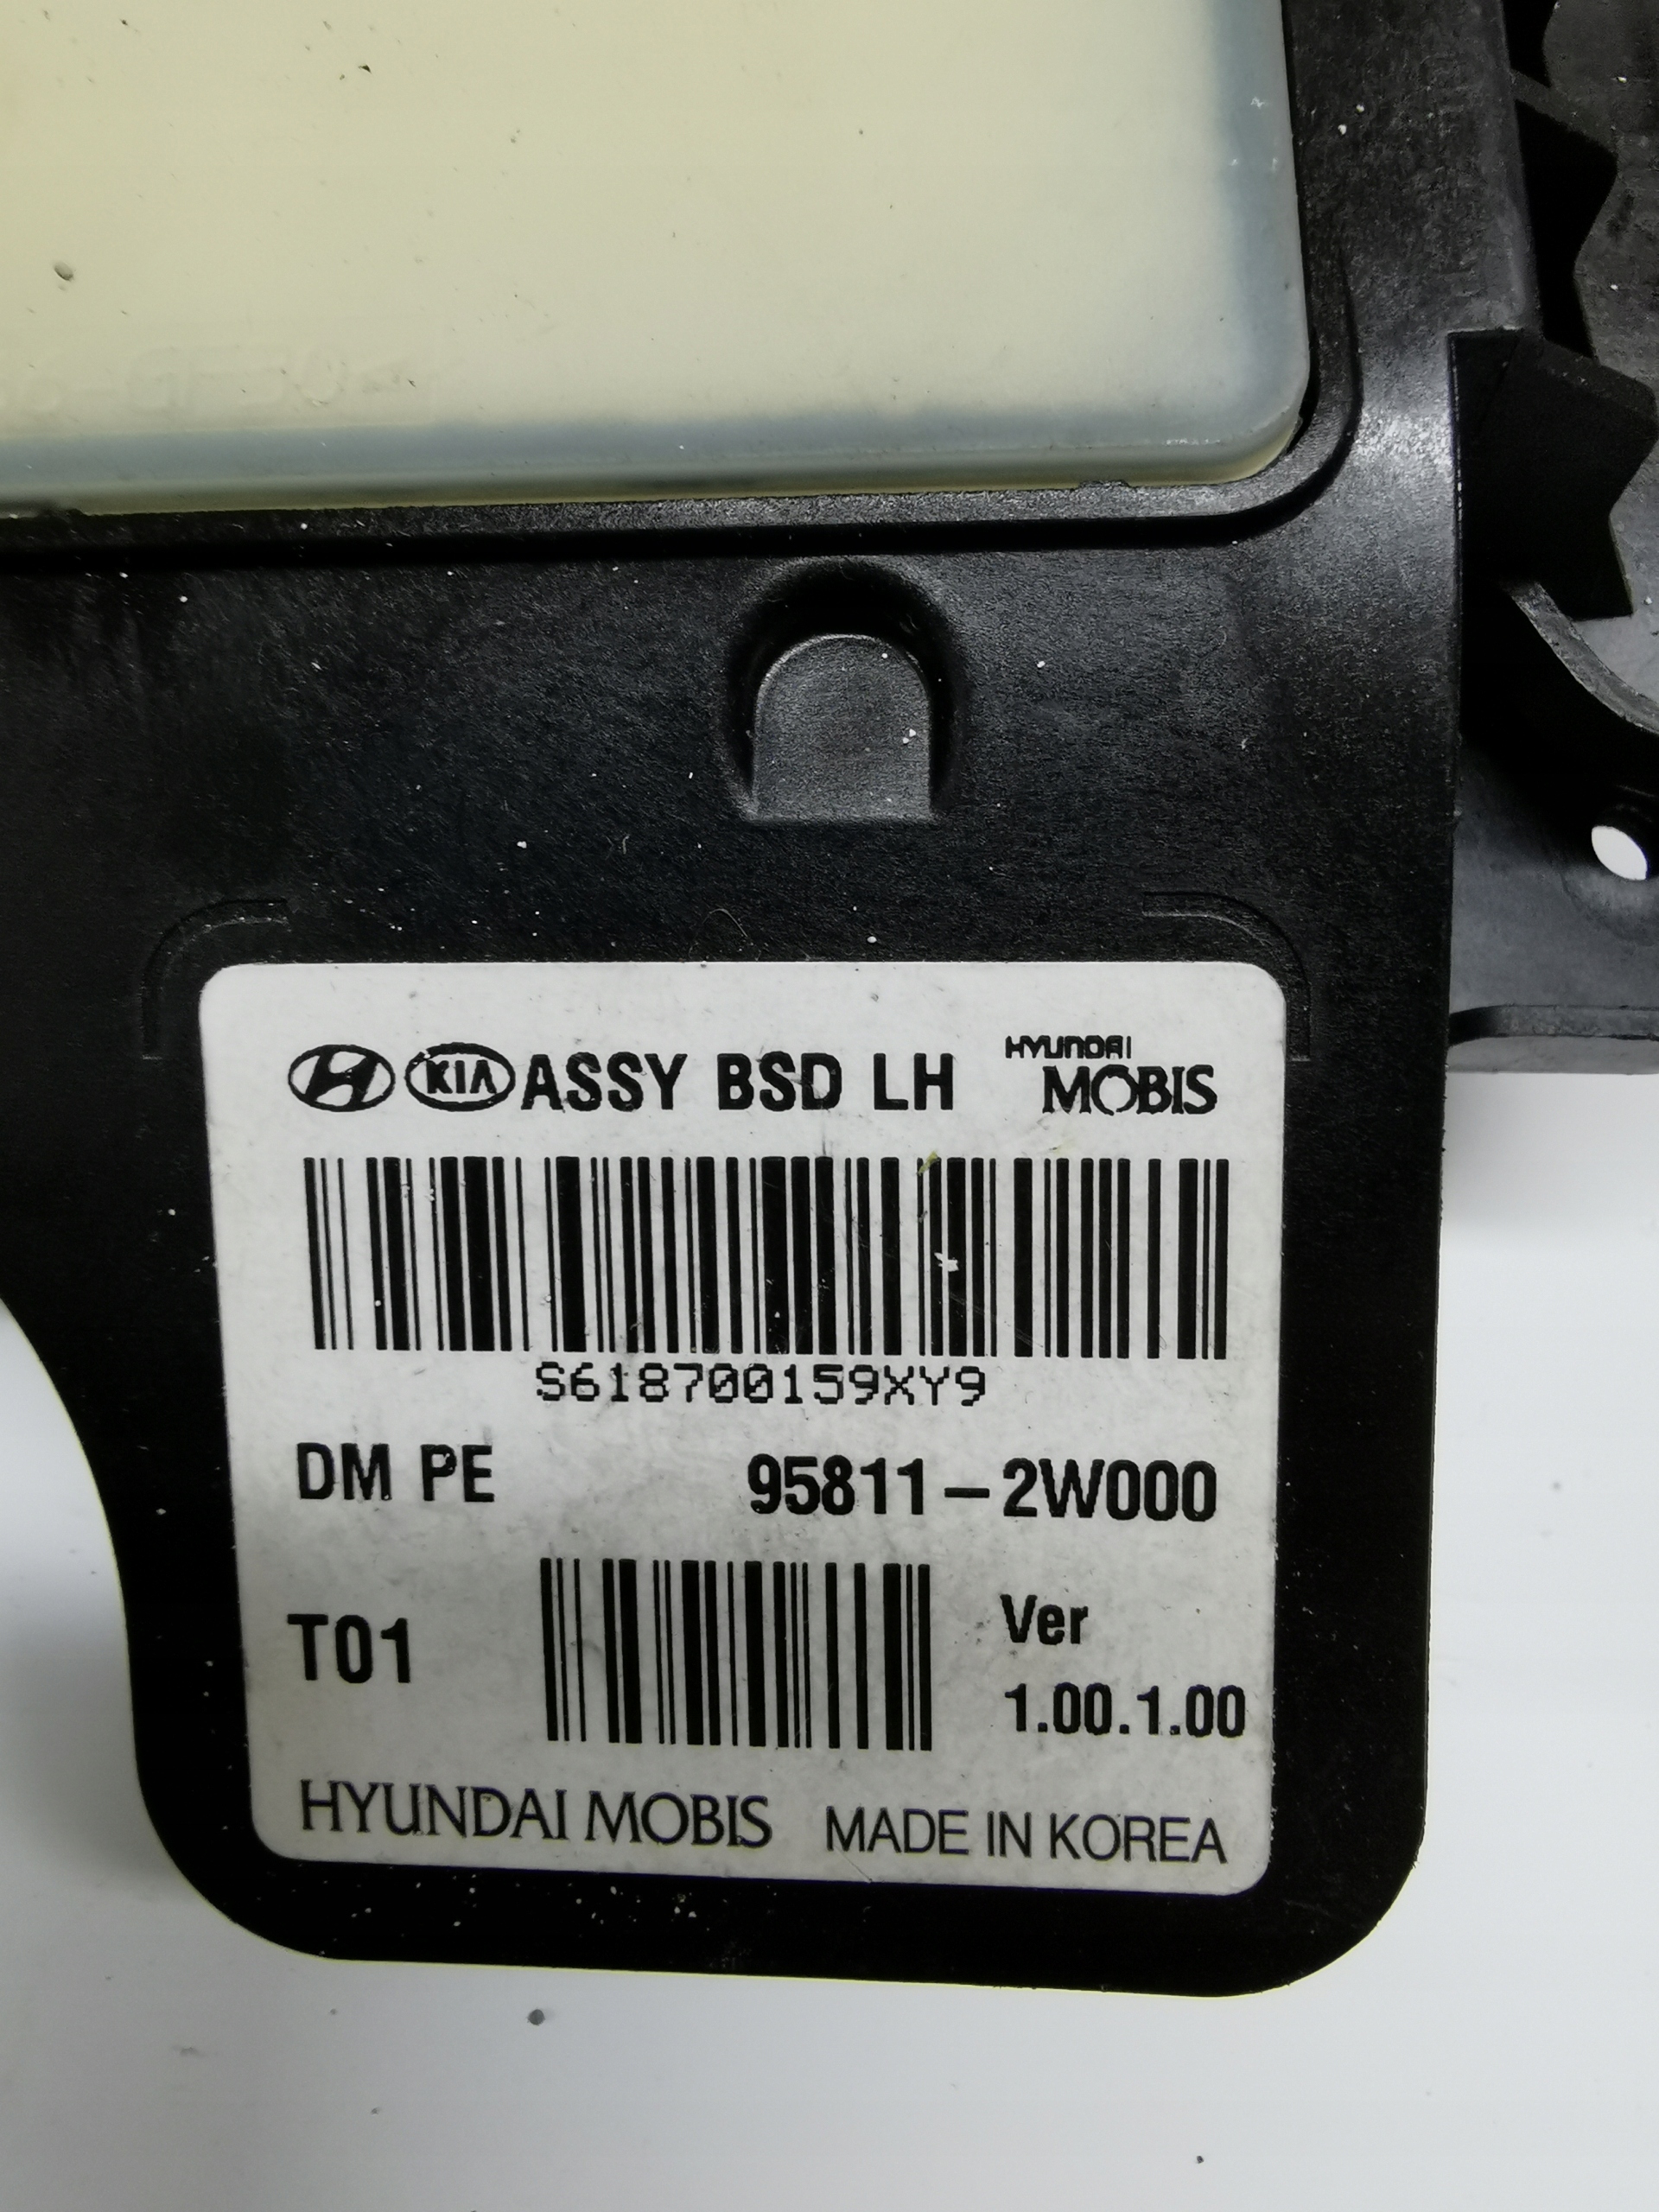 KIA ASSY BSD LH HYUNDAI MOBIS
S618700159XY9
DM PE 95811-2W000
T01 Ver 1.00.1.00
HYUNDAI MOBIS MADE IN KOREA